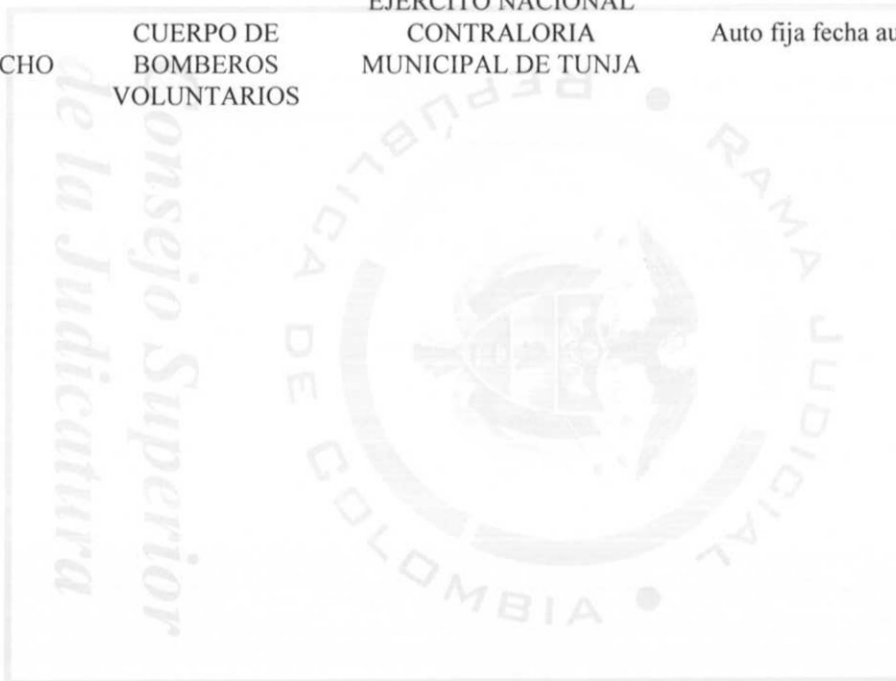 EJERCITO NACIONAL
CUERPO DE CONTRALORIA Auto fija fecha au
CHO BOMBEROS MUNICIPAL DE TUNJA
VOLUNTARIOS
Consejo Superior
de la Judicatura
REPÚBLICA DE COLOMBIA
RAMA JUDICIAL